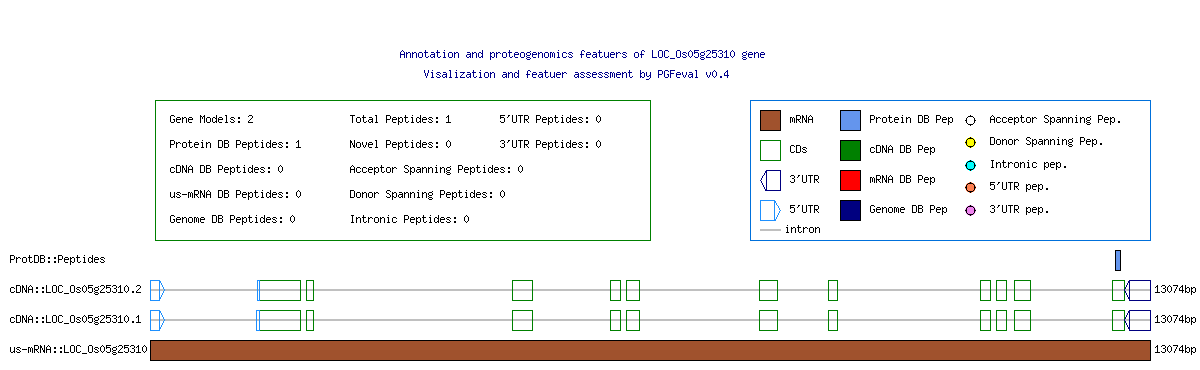 Annotation and proteogenomics featuers of LOC_Os05g25310 gene
Visalization and featuer assessment by PGFeval v0.4
Gene Models: 2
Total Peptides: 1
5'UTR Peptides: 0
Protein DB Peptides: 1
Novel Peptides: 0
3'UTR Peptides: 0
cDNA DB Peptides: 0
Acceptor Spanning Peptides: 0
us-mRNA DB Peptides: 0
Donor Spanning Peptides: 0
Genome DB Peptides: 0
Intronic Peptides: 0
mRNA
Protein DB Pep
Acceptor Spanning Pep.
CDs
cDNA DB Pep
Donor Spanning Pep.
3'UTR
mRNA DB Pep
Intronic pep.
5'UTR
Genome DB Pep
5'UTR pep.
3'UTR pep.
intron
ProtDB::Peptides
cDNA::LOC_Os05g25310.2
13074bp
cDNA::LOC_Os05g25310.1
13074bp
us-mRNA::LOC_Os05g25310
13074bp